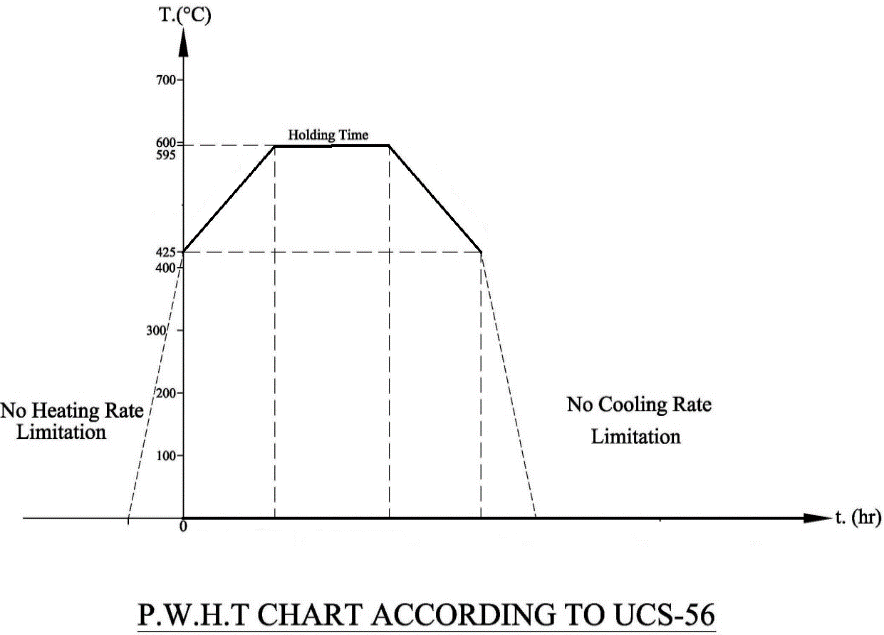 T.(°C)
700
Holding Time
600
595
425
400
300
200
No Heating Rate
Limitation
No Cooling Rate
Limitation
100
0
t. (hr)
P.W.H.T CHART ACCORDING TO UCS-56